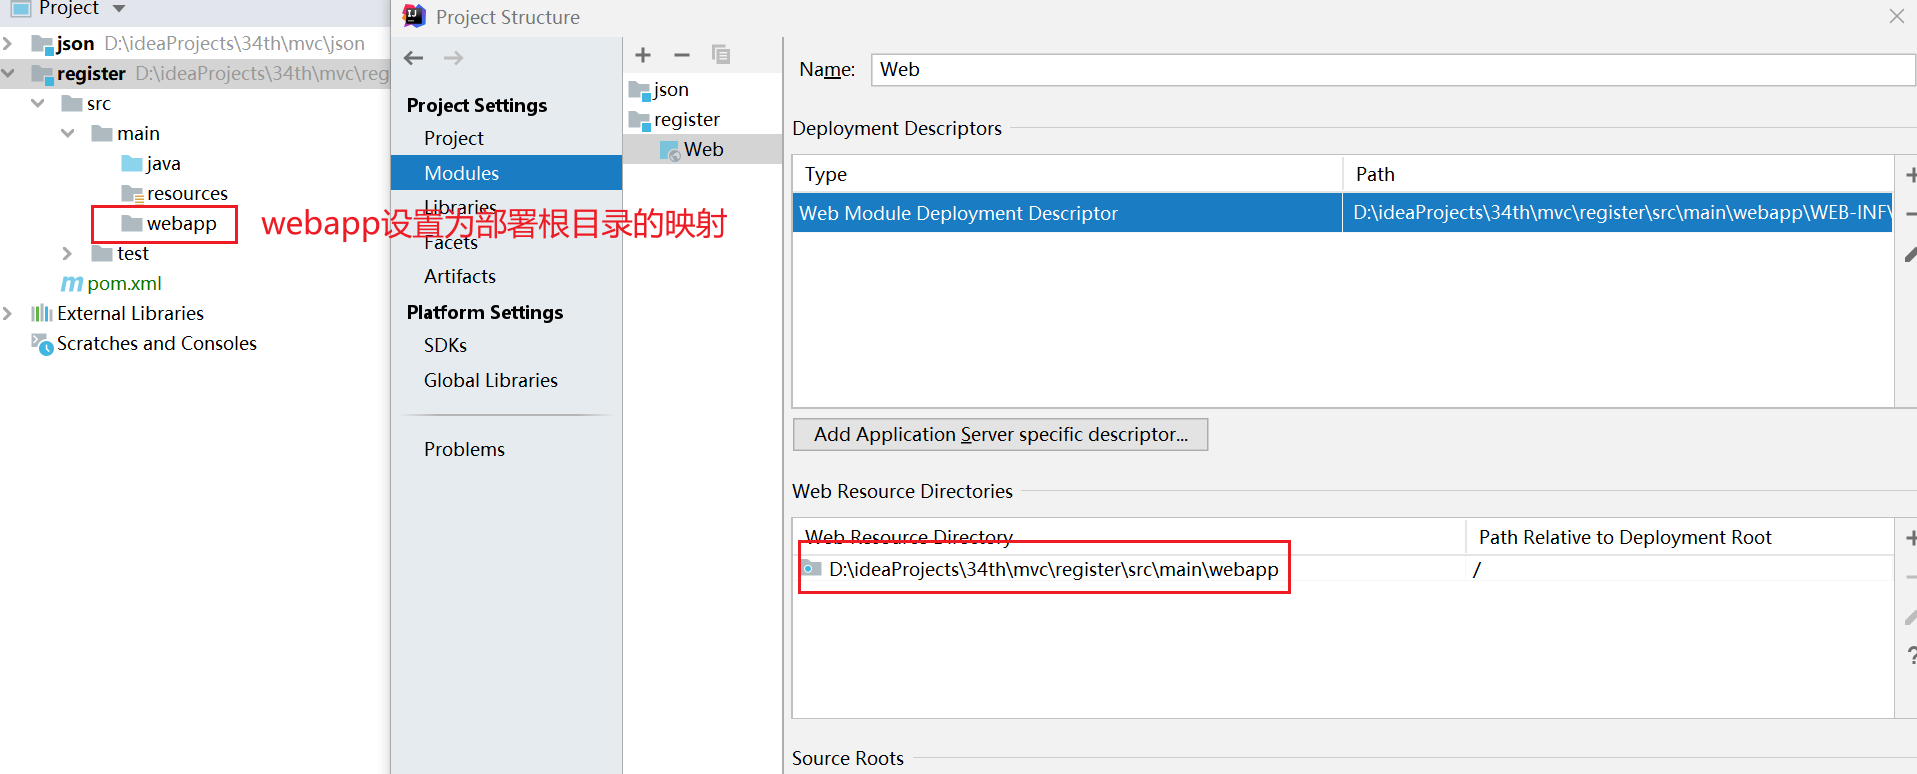 Project
json D:\ideaProjects\34th\mvc\json
register D:\ideaProjects\34th\mvc\reg
src
main
java
resources
webapp
test
pom.xml
External Libraries
Scratches and Consoles
webapp设置为部署根目录的映射
Project Structure
Project Settings
Project
Modules
Libraries
Facets
Artifacts
Platform Settings
SDKs
Global Libraries
Problems
json
register
Web
Name: Web
Deployment Descriptors
Type Path
Web Module Deployment Descriptor D:\ideaProjects\34th\mvc\register\src\main\webapp\WEB-INF\
Add Application Server specific descriptor...
Web Resource Directories
Web Resource Directory Path Relative to Deployment Root
D:\ideaProjects\34th\mvc\register\src\main\webapp /
Source Roots